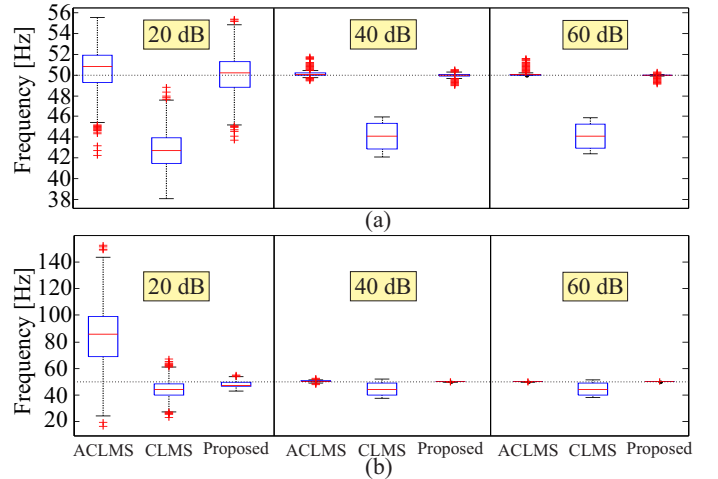 Frequency [Hz]
56
54
52
50
48
46
44
42
40
38
20 dB
40 dB
60 dB
(a)
Frequency [Hz]
140
120
100
80
60
40
20
20 dB
40 dB
60 dB
ACLMS CLMS Proposed ACLMS CLMS Proposed ACLMS CLMS Proposed
(b)